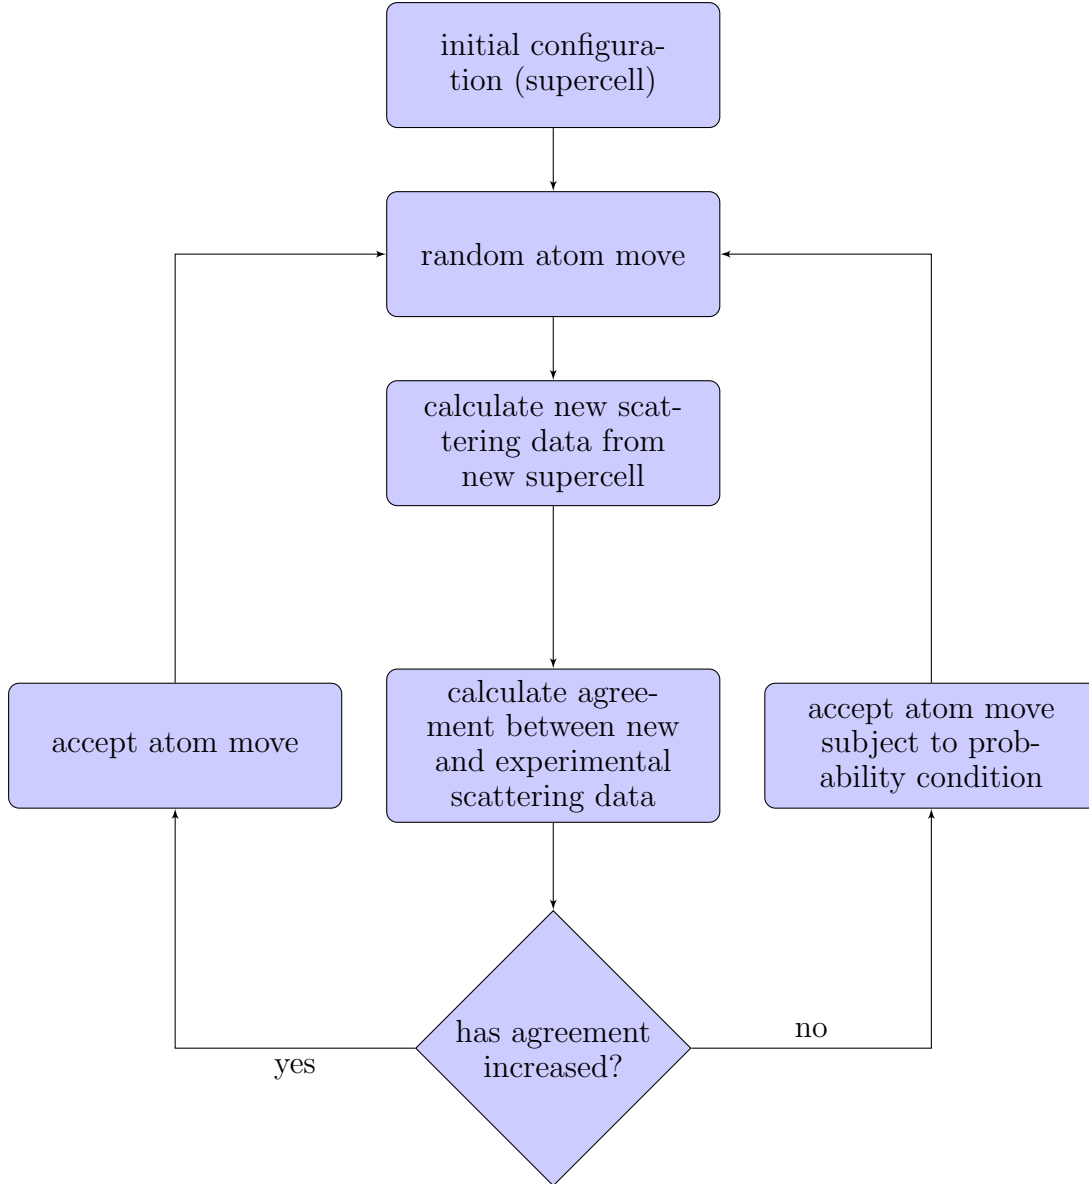 initial configura-
tion (supercell)
random atom move
calculate new scat-
tering data from
new supercell
accept atom move
calculate agree-
ment between new
and experimental
scattering data
accept atom move
subject to prob-
ability condition
has agreement
increased?
yes
no